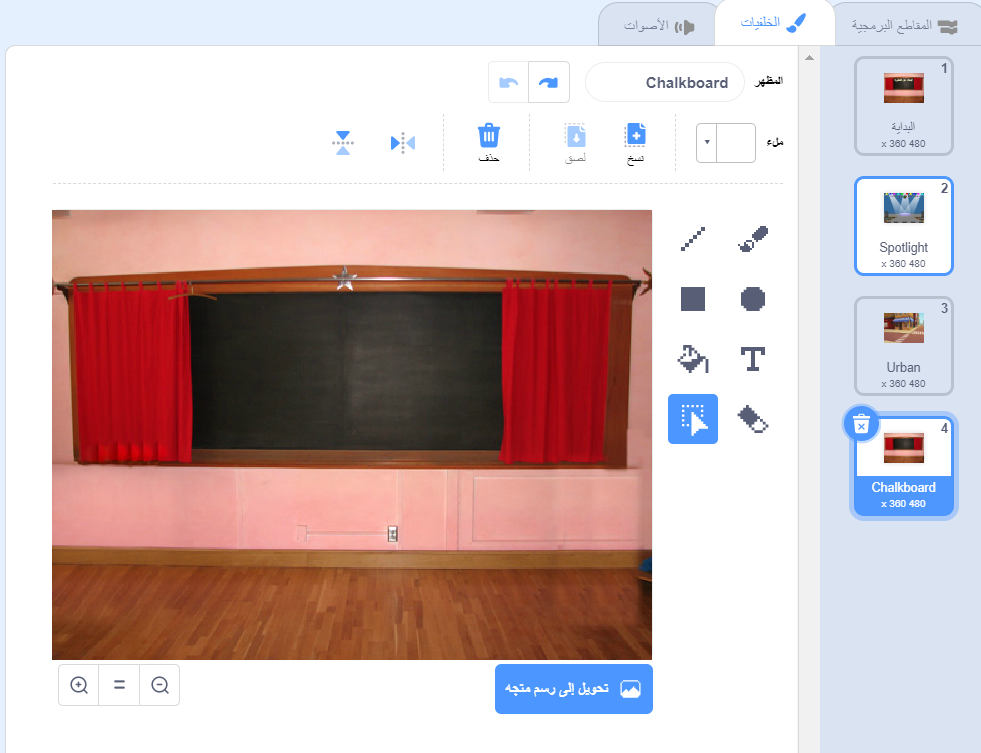 المقاطع البرمجية
الخلفيات
الأصوات
المظهر
Chalkboard
ملء
نسخ
لصق
حذف
تحويل إلى رسم متجه
1
البداية
480 x 360
2
Spotlight
480 x 360
3
Urban
480 x 360
4
Chalkboard
480 x 360